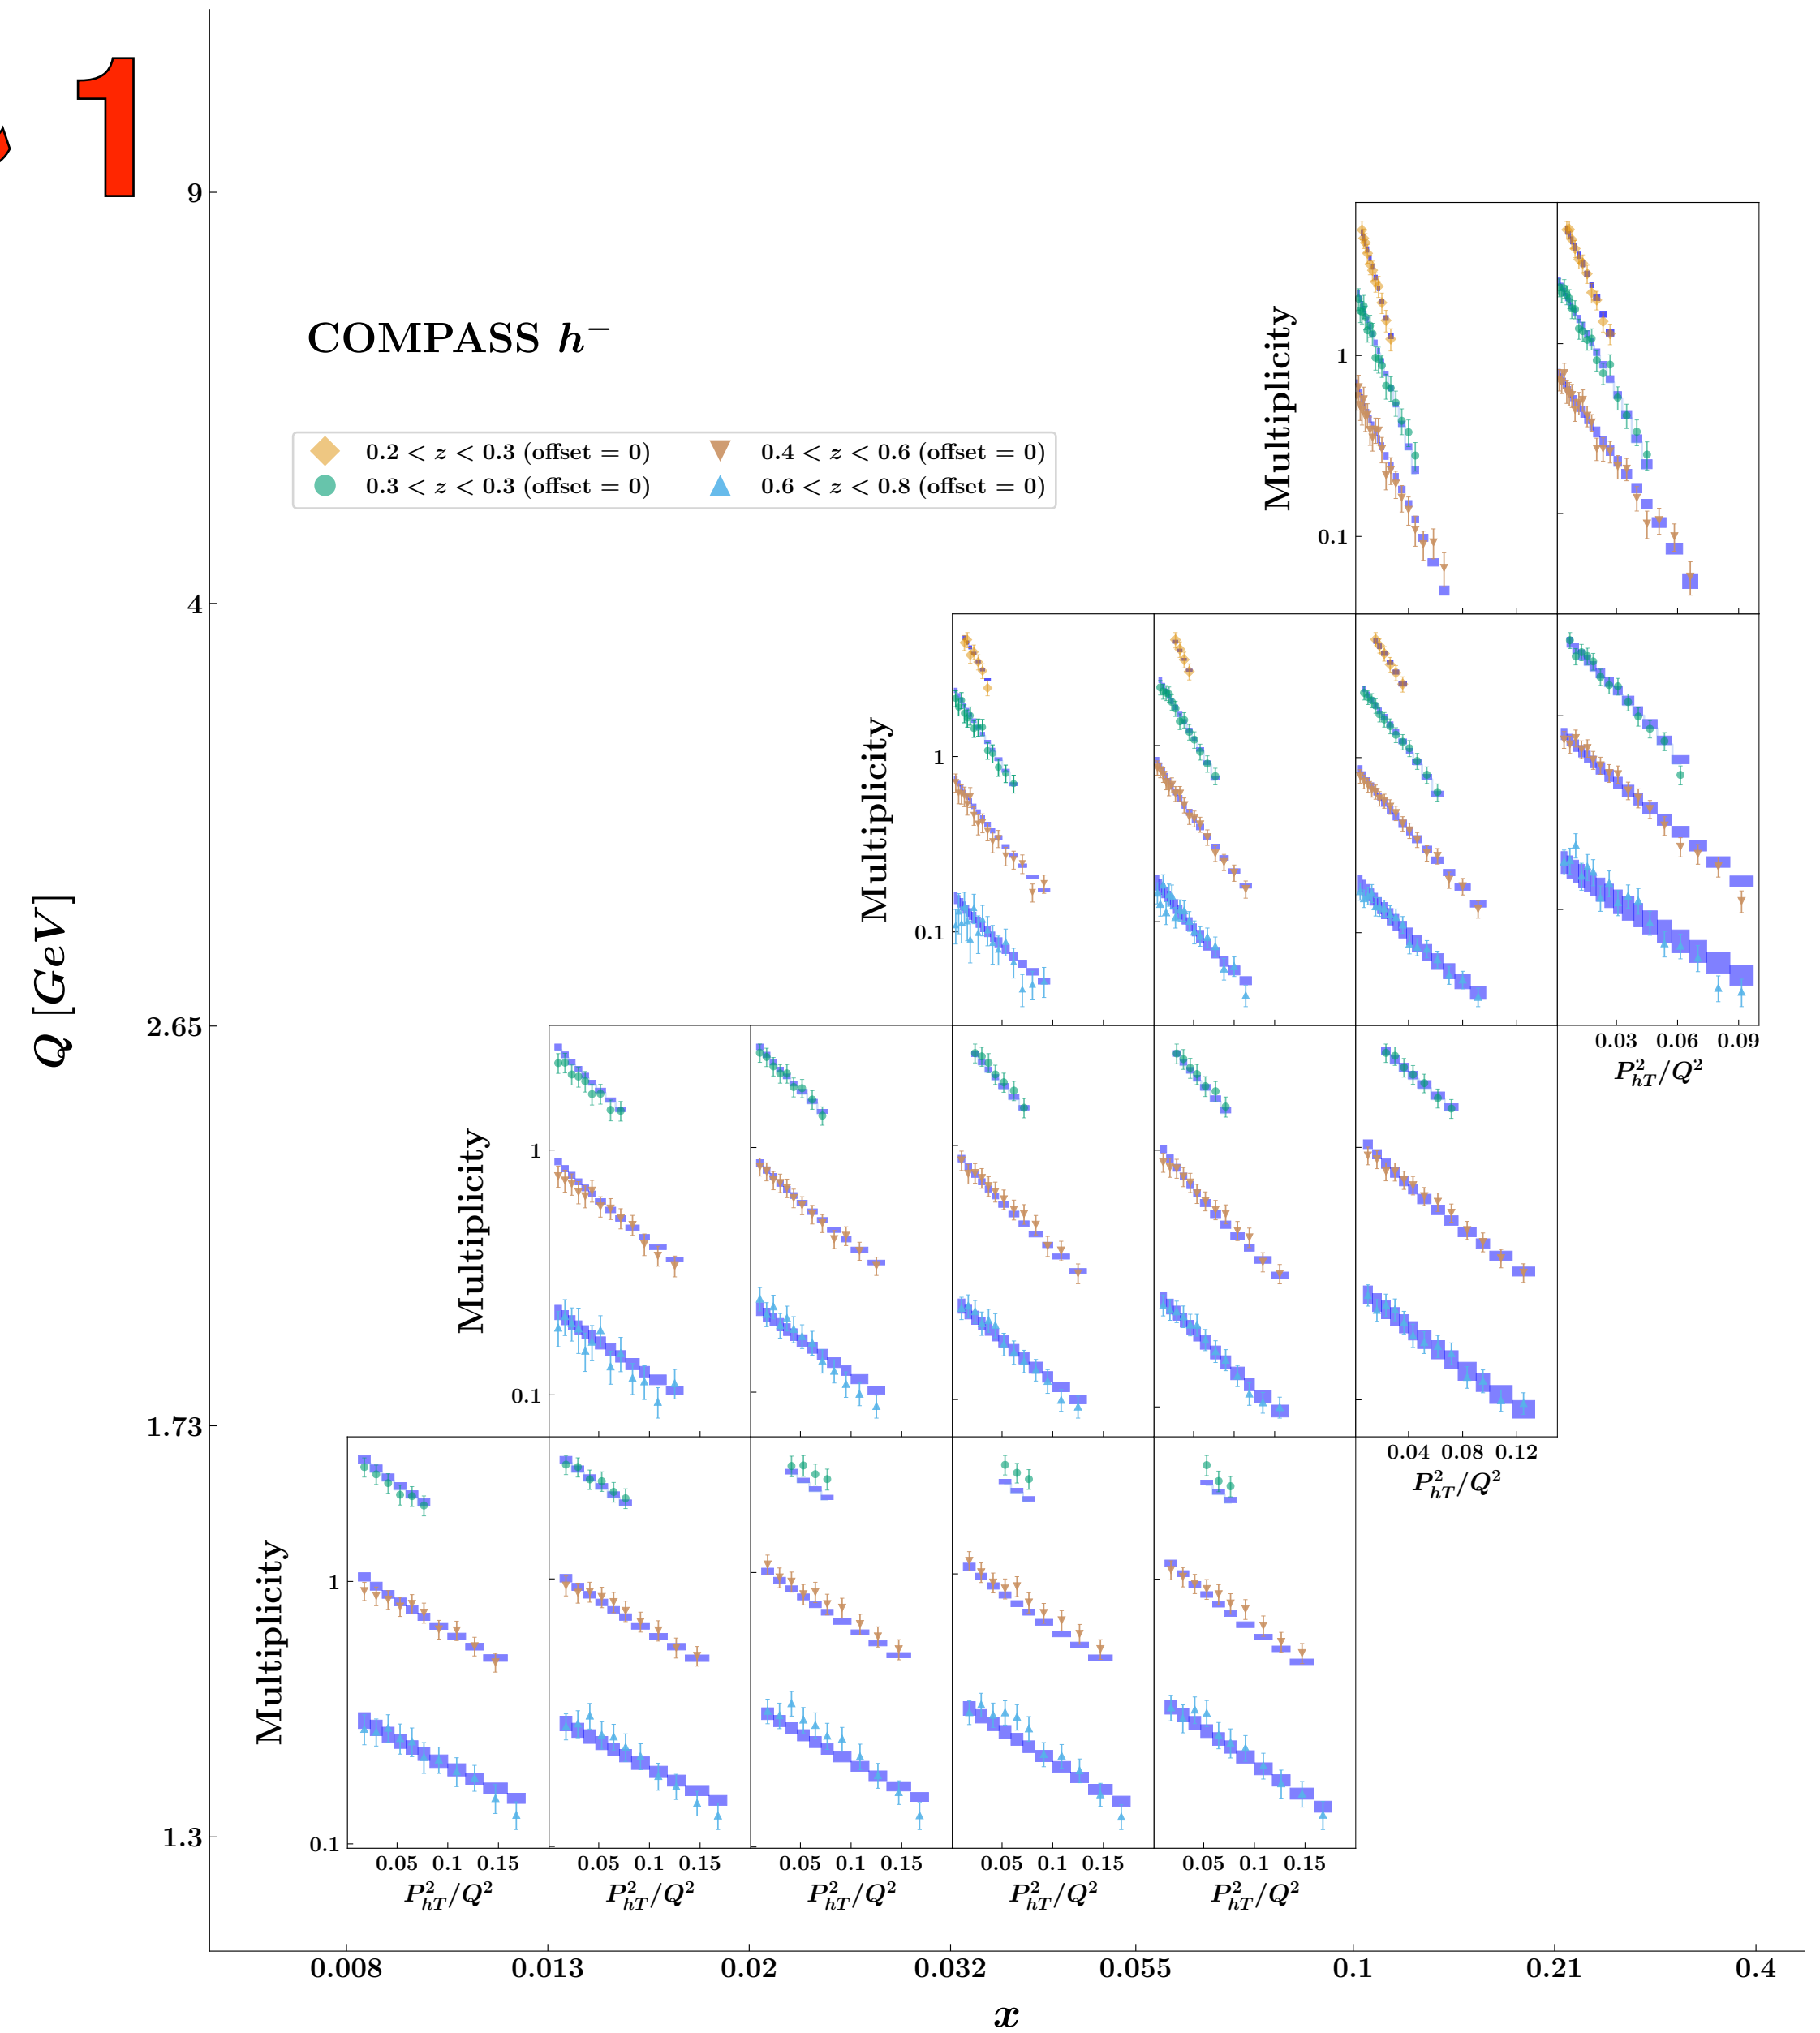 1
9
COMPASS h⁻
0.2 < z < 0.3 (offset = 0)
0.4 < z < 0.6 (offset = 0)
0.3 < z < 0.3 (offset = 0)
0.6 < z < 0.8 (offset = 0)
Multiplicity
1
0.1
4
Multiplicity
1
0.1
Q [GeV]
2.65
0.03 0.06 0.09
P²hT/Q²
Multiplicity
1
0.1
1.73
0.04 0.08 0.12
P²hT/Q²
Multiplicity
1
0.1
1.3
0.05 0.1 0.15
0.05 0.1 0.15
0.05 0.1 0.15
0.05 0.1 0.15
0.05 0.1 0.15
P²hT/Q²
P²hT/Q²
P²hT/Q²
P²hT/Q²
P²hT/Q²
0.008 0.013 0.02 0.032 0.055 0.1 0.21 0.4
x